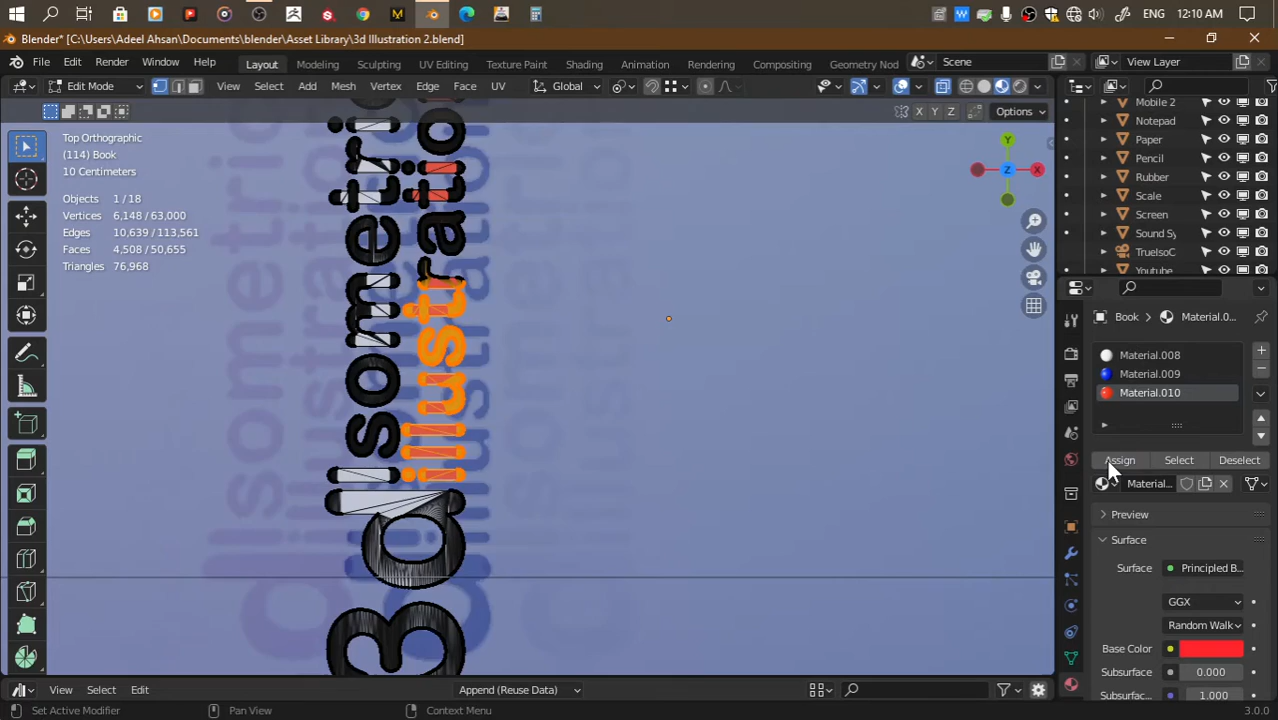 ENG 12:10 AM
Blender* [C:\Users\Adeel Ahsan\Documents\blender\Asset Library\3d Illustration 2.blend]
File Edit Render Window Help Layout Modeling Sculpting UV Editing Texture Paint Shading Animation Rendering Compositing Geometry Nod Scene View Layer
Edit Mode View Select Add Mesh Vertex Edge Face UV Global
X Y Z Options
Top Orthographic
(114) Book
10 Centimeters
Objects 1 / 18
Vertices 6,148 / 63,000
Edges 10,639 / 113,561
Faces 4,508 / 50,655
Triangles 76,968
Y
Z
X
3d isometric
illustratio
Mobile 2
Notepad
Paper
Pencil
Rubber
Scale
Screen
Sound Sy
TrueIsoC
Youtube
Book Material.0...
Material.008
Material.009
Material.010
Assign Select Deselect
Material...
Preview
Surface
Surface Principled B...
GGX
Random Walk
Base Color
Subsurface 0.000
Subsurfac... 1.000
View Select Edit Append (Reuse Data)
Set Active Modifier Pan View Context Menu 3.0.0